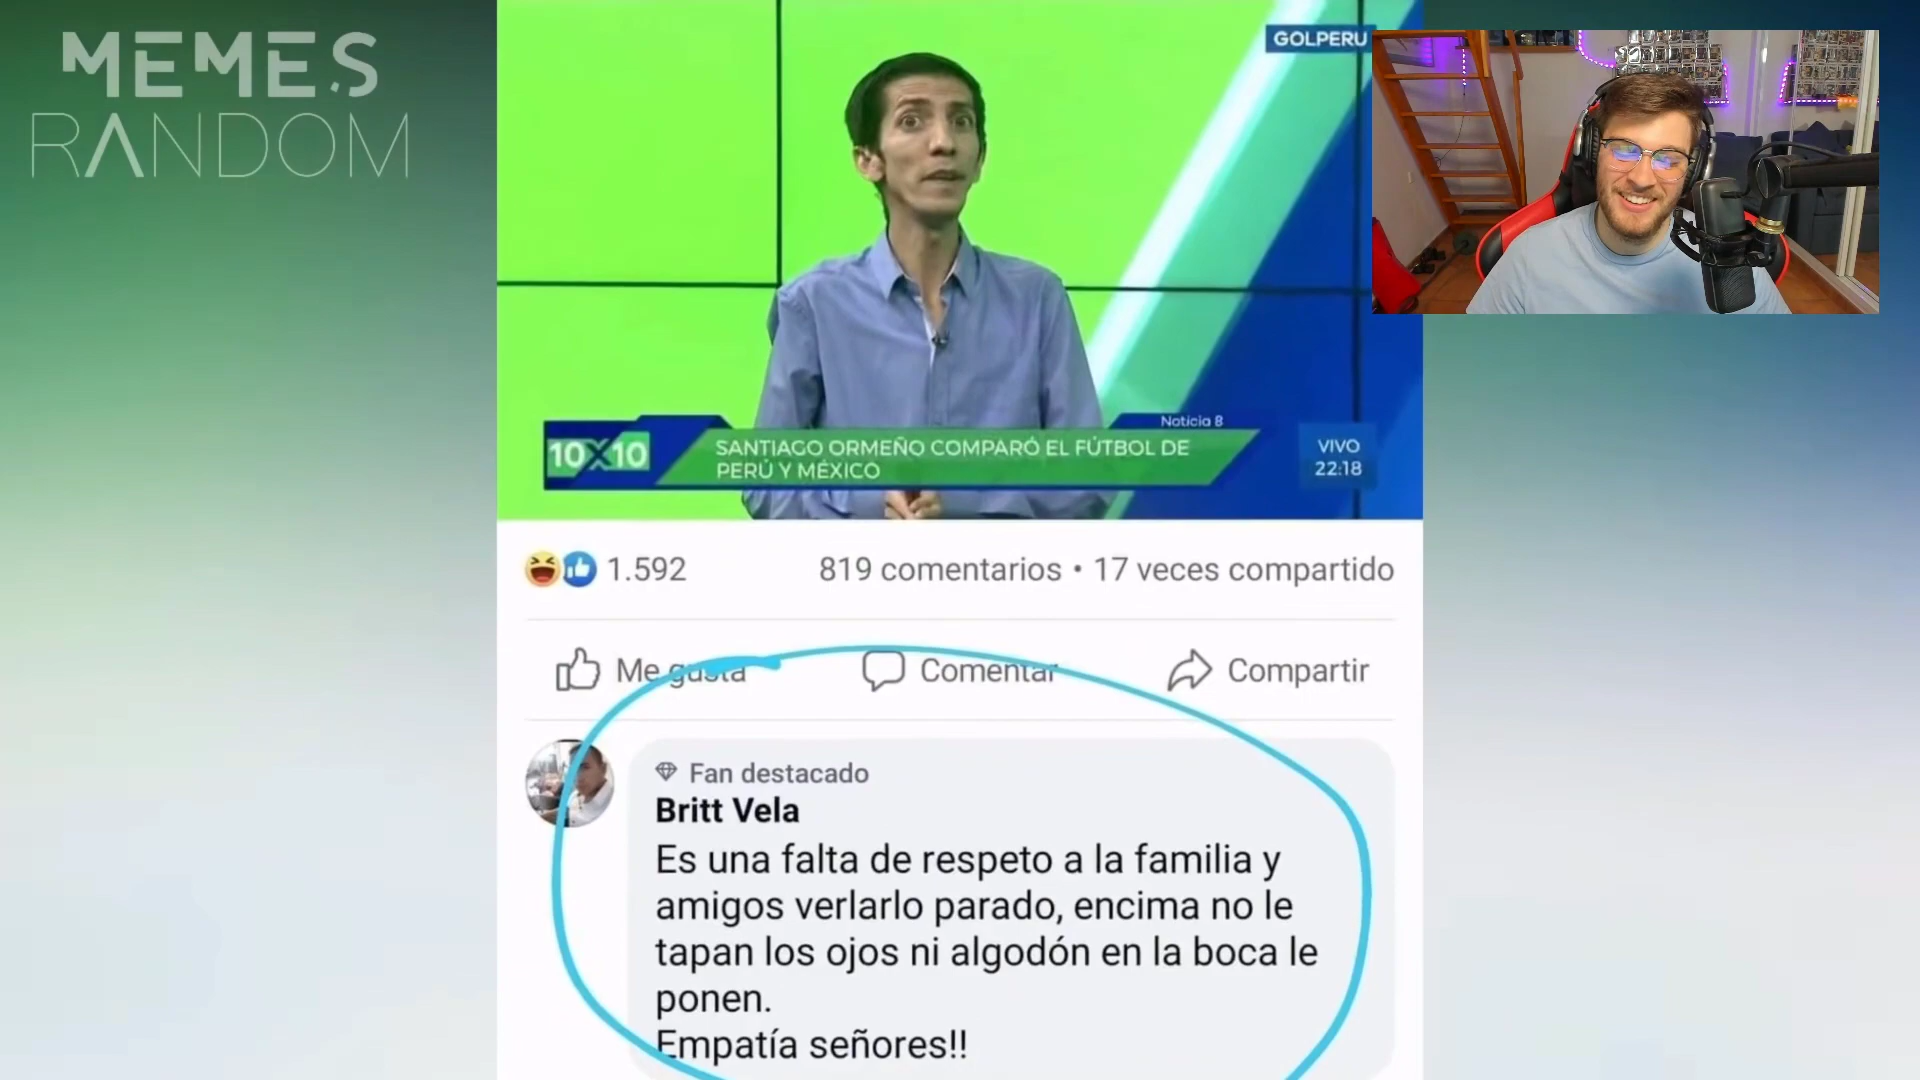 MEMES
RANDOM
GOLPERU
Noticia 8
10X10
SANTIAGO ORMEÑO COMPARÓ EL FÚTBOL DE
PERÚ Y MÉXICO
VIVO
22:18
1.592
819 comentarios • 17 veces compartido
Me gusta
Comentar
Compartir
Fan destacado
Britt Vela
Es una falta de respeto a la familia y
amigos verlarlo parado, encima no le
tapan los ojos ni algodón en la boca le
ponen.
Empatía señores!!